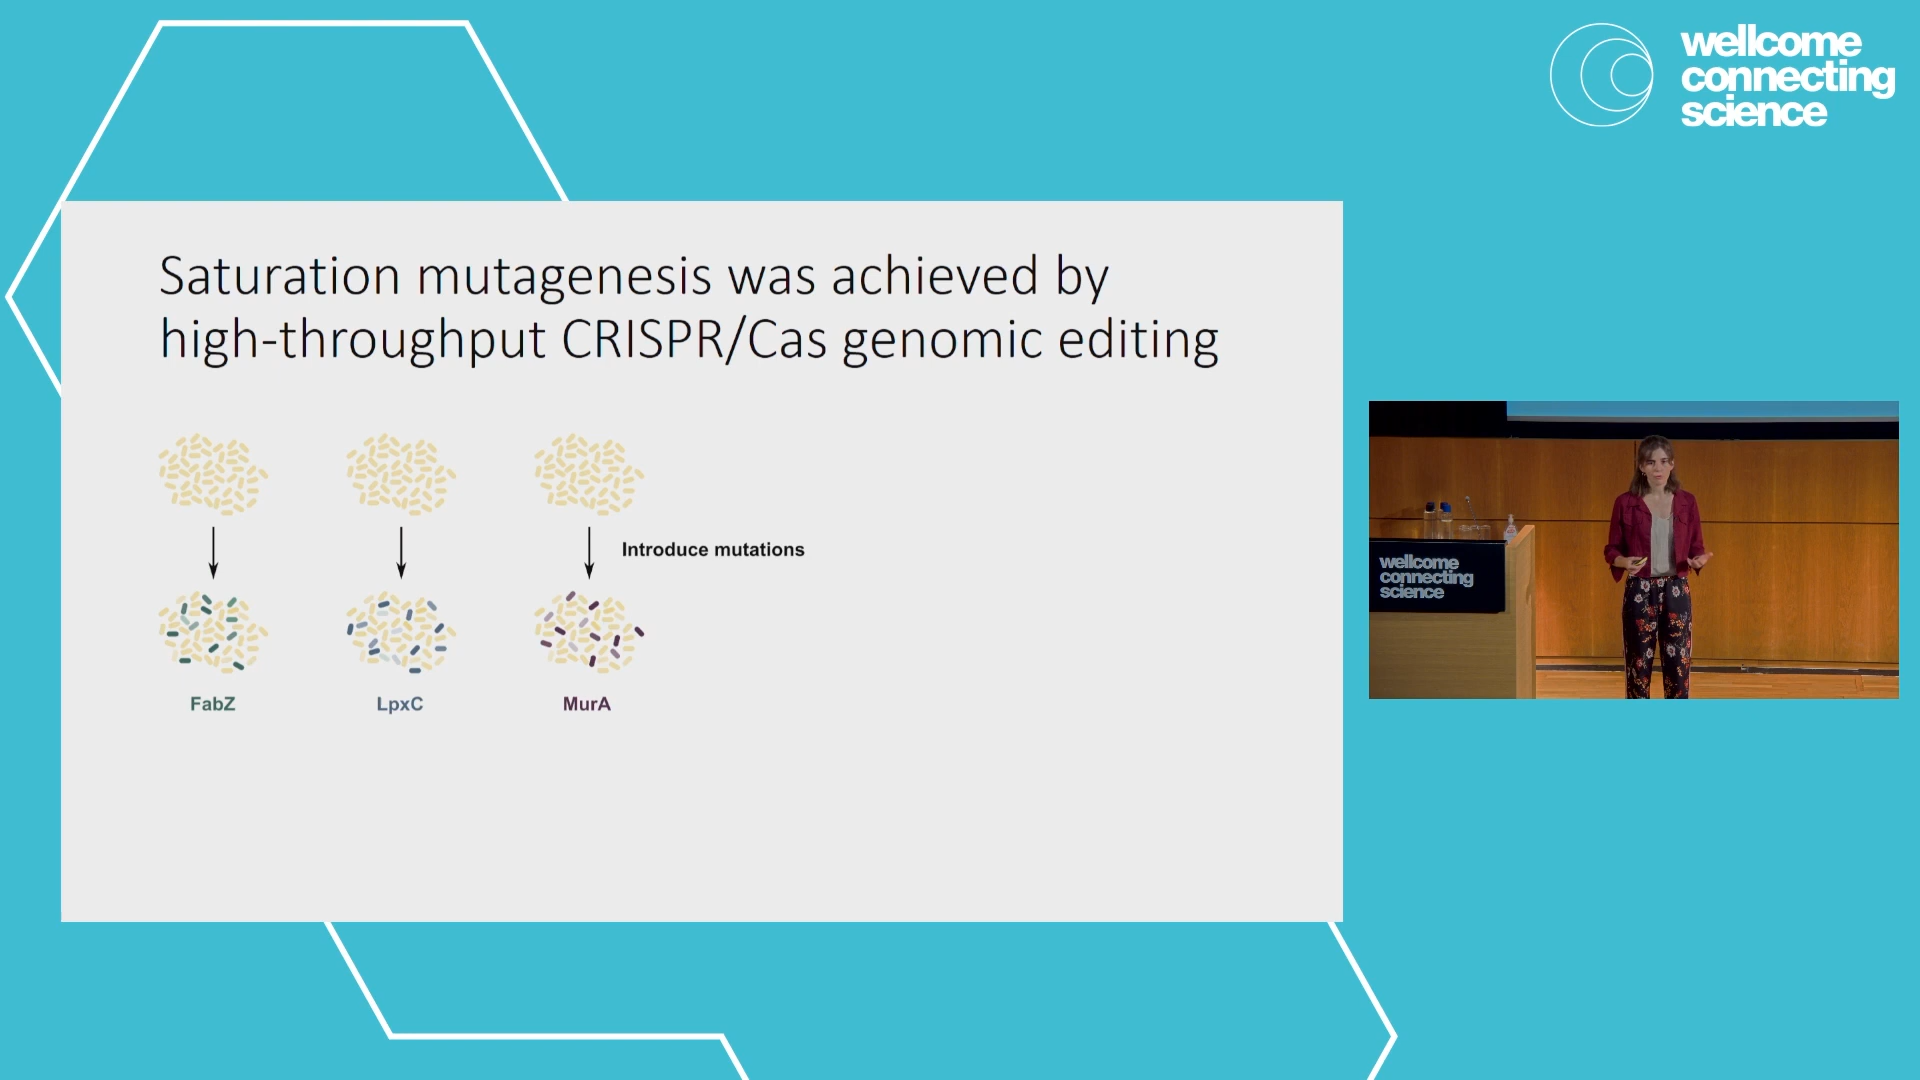 wellcome
connecting
science
Saturation mutagenesis was achieved by
high-throughput CRISPR/Cas genomic editing
Introduce mutations
FabZ
LpxC
MurA
wellcome
connecting
science